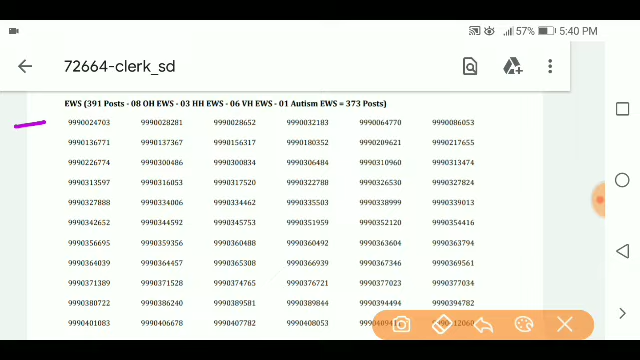 57% 5:40 PM
72664-clerk_sd
EWS (391 Posts - 08 OH EWS - 03 HH EWS - 06 VH EWS - 01 Autism EWS = 373 Posts)
9990024703 9990028281 9990028652 9990032183 9990064770 9990086053
9990136771 9990137367 9990156317 9990180352 9990209621 9990217655
9990226774 9990300486 9990300834 9990306484 9990310960 9990313474
9990313597 9990316053 9990317520 9990322788 9990326530 9990327824
9990327888 9990334006 9990334462 9990335503 9990338999 9990339013
9990342652 9990344592 9990345753 9990351959 9990352120 9990354416
9990356695 9990359356 9990360488 9990360492 9990363604 9990363794
9990364039 9990364457 9990365308 9990366939 9990367346 9990369561
9990371389 9990371528 9990374765 9990376721 9990377023 9990377034
9990380722 9990386240 9990389581 9990389844 9990394494 9990394782
9990401083 9990406678 9990407782 9990408053